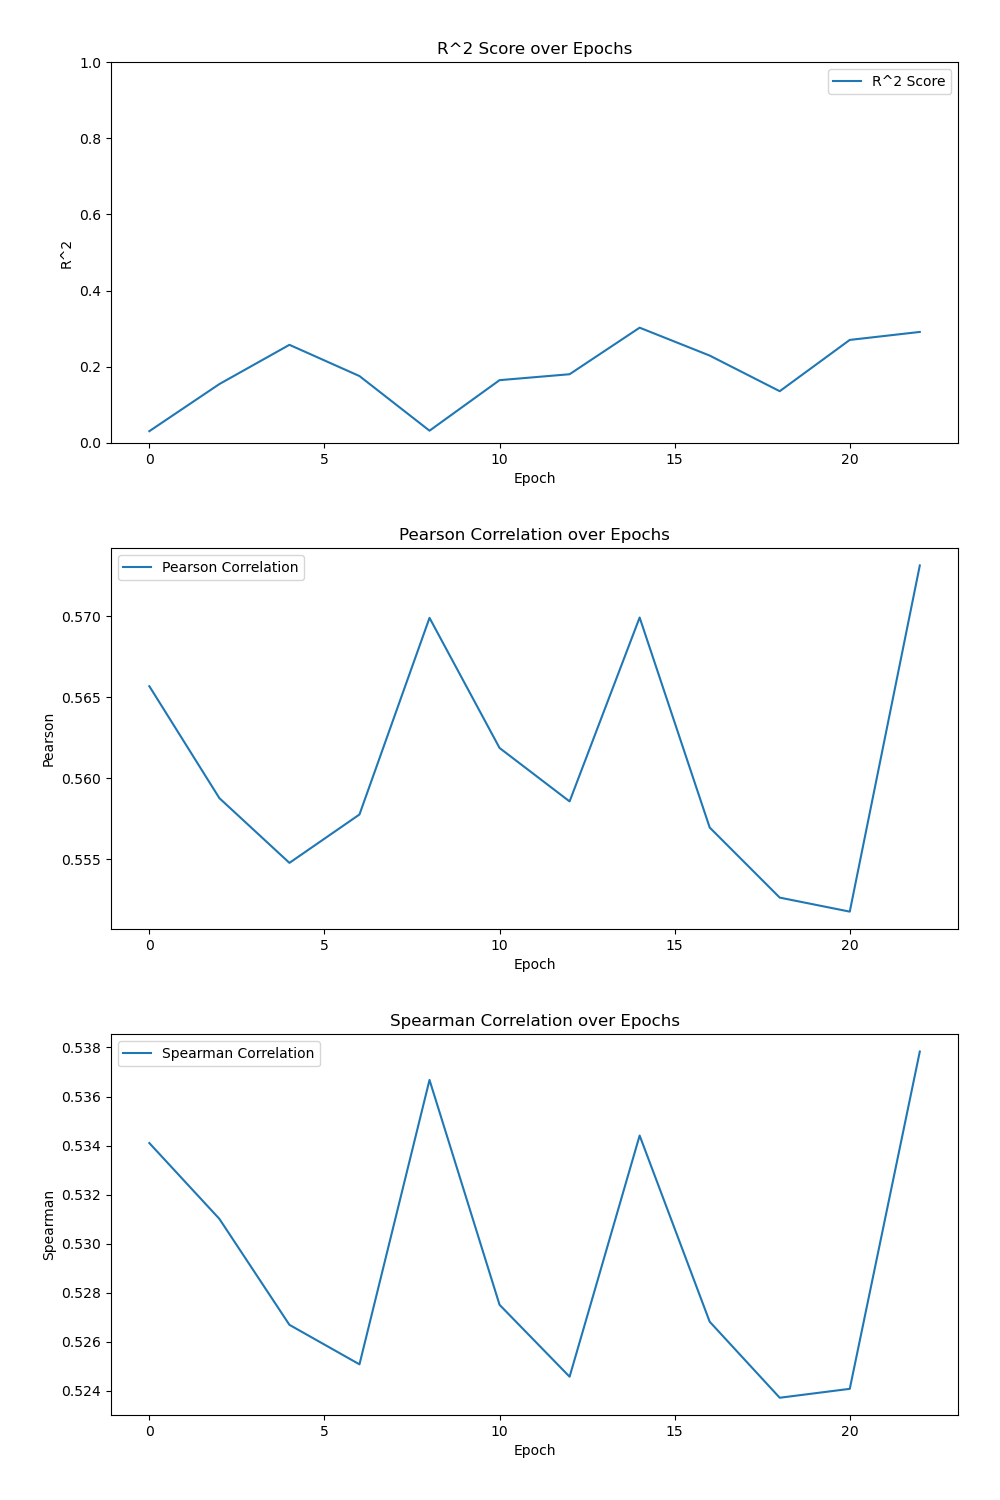 R^2 Score over Epochs
1.0
R^2 Score
0.8
0.6
R^2
0.4
0.2
0.0
0 5 10 15 20
Epoch
Pearson Correlation over Epochs
Pearson Correlation
0.570
0.565
Pearson
0.560
0.555
0 5 10 15 20
Epoch
Spearman Correlation over Epochs
0.538
Spearman Correlation
0.536
0.534
0.532
Spearman
0.530
0.528
0.526
0.524
0 5 10 15 20
Epoch